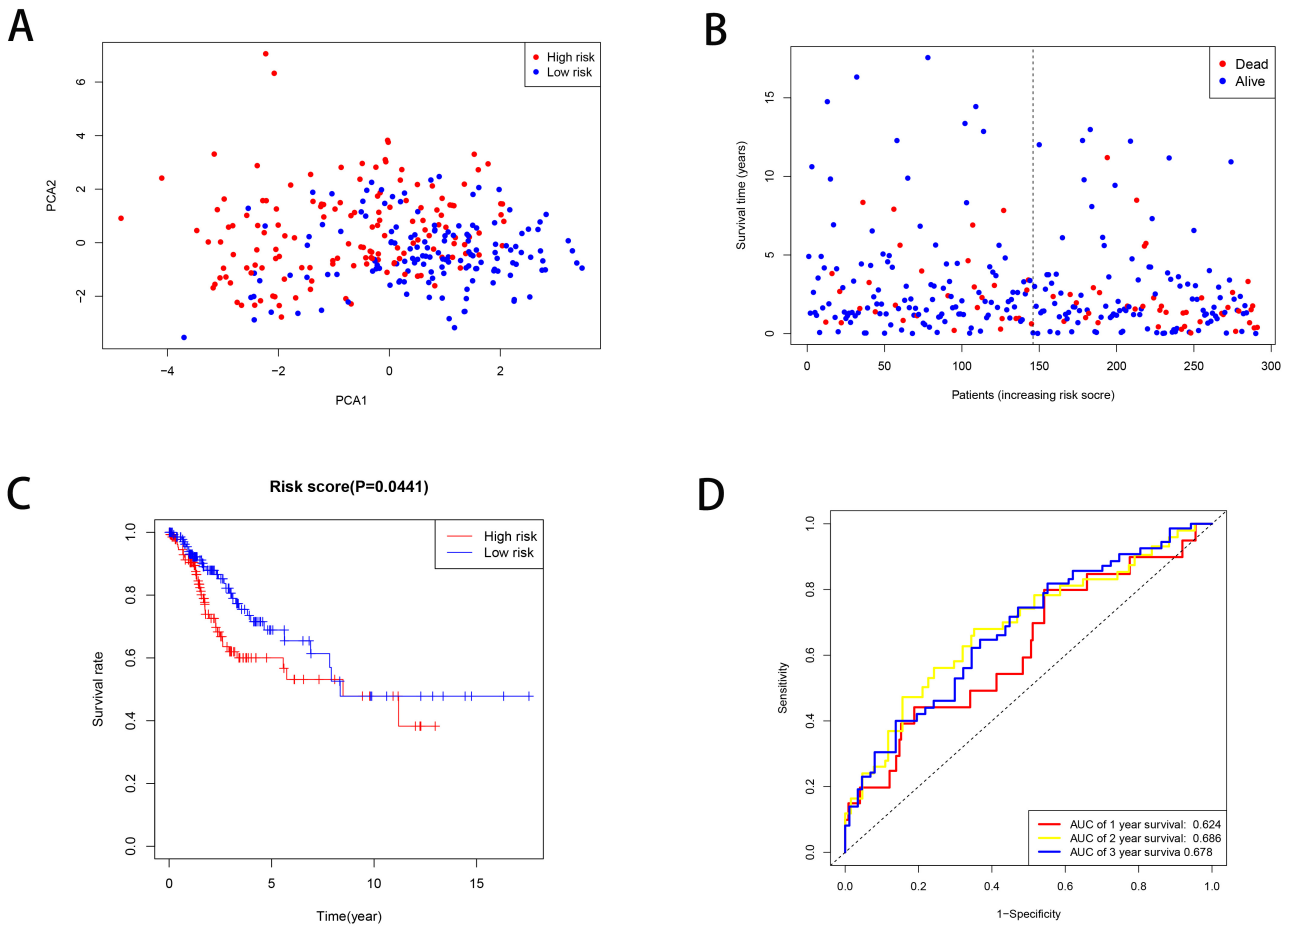 A
High risk
Low risk
6
4
2
0
−2
PCA2
−4
−2
0
2
PCA1
B
Dead
Alive
15
10
5
0
Survival time (years)
0
50
100
150
200
250
300
Patients (increasing risk socre)
C
Risk score(P=0.0441)
High risk
Low risk
1.0
0.8
0.6
0.4
0.2
0.0
Survival rate
0
5
10
15
Time(year)
D
1.0
0.8
0.6
0.4
0.2
0.0
Sensitivity
AUC of 1 year survival: 0.624
AUC of 2 year survival: 0.686
AUC of 3 year surviva 0.678
0.0
0.2
0.4
0.6
0.8
1.0
1−Specificity